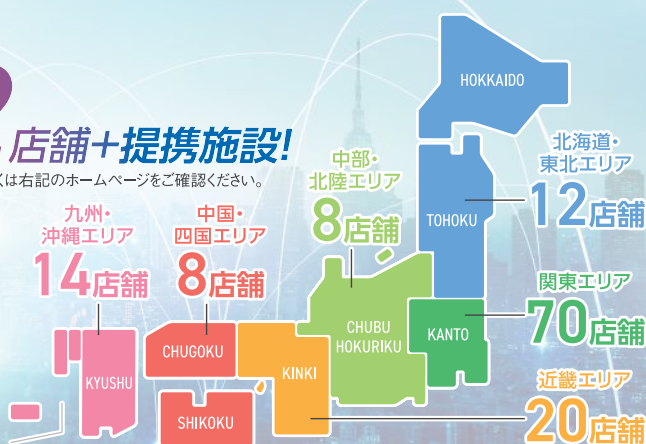 店舗+提携施設!
は右記のホームページをご確認ください。
北海道・
東北エリア
12店舗
中部・
北陸エリア
8店舗
九州・
沖縄エリア
14店舗
中国・
四国エリア
8店舗
関東エリア
70店舗
近畿エリア
20店舗
HOKKAIDO
TOHOKU
CHUBU
HOKURIKU
KANTO
KINKI
CHUGOKU
SHIKOKU
KYUSHU